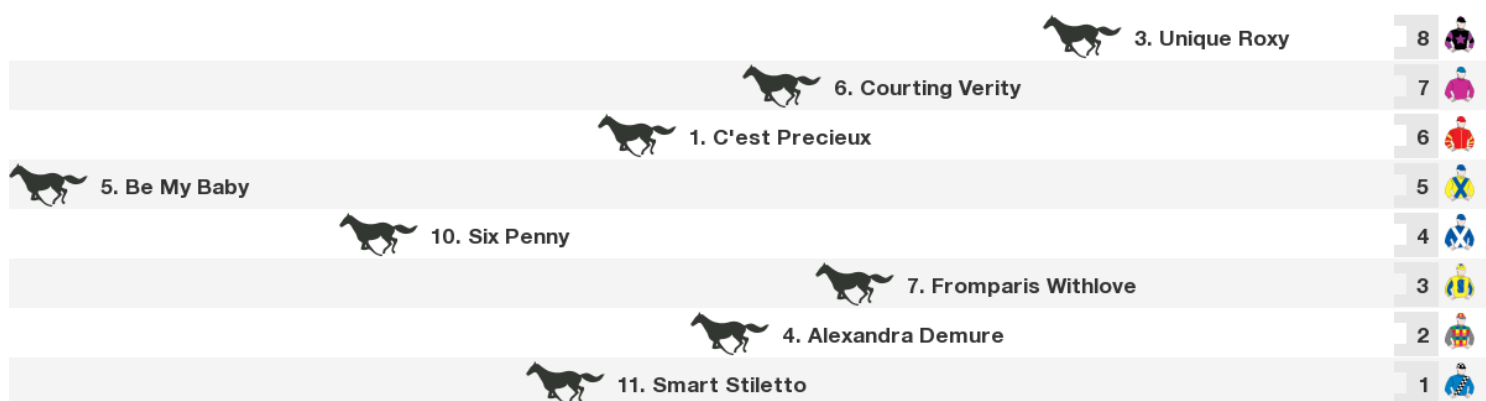 3. Unique Roxy 8
6. Courting Verity 7
1. C'est Precieux 6
5. Be My Baby 5
10. Six Penny 4
7. Fromparis Withlove 3
4. Alexandra Demure 2
11. Smart Stiletto 1